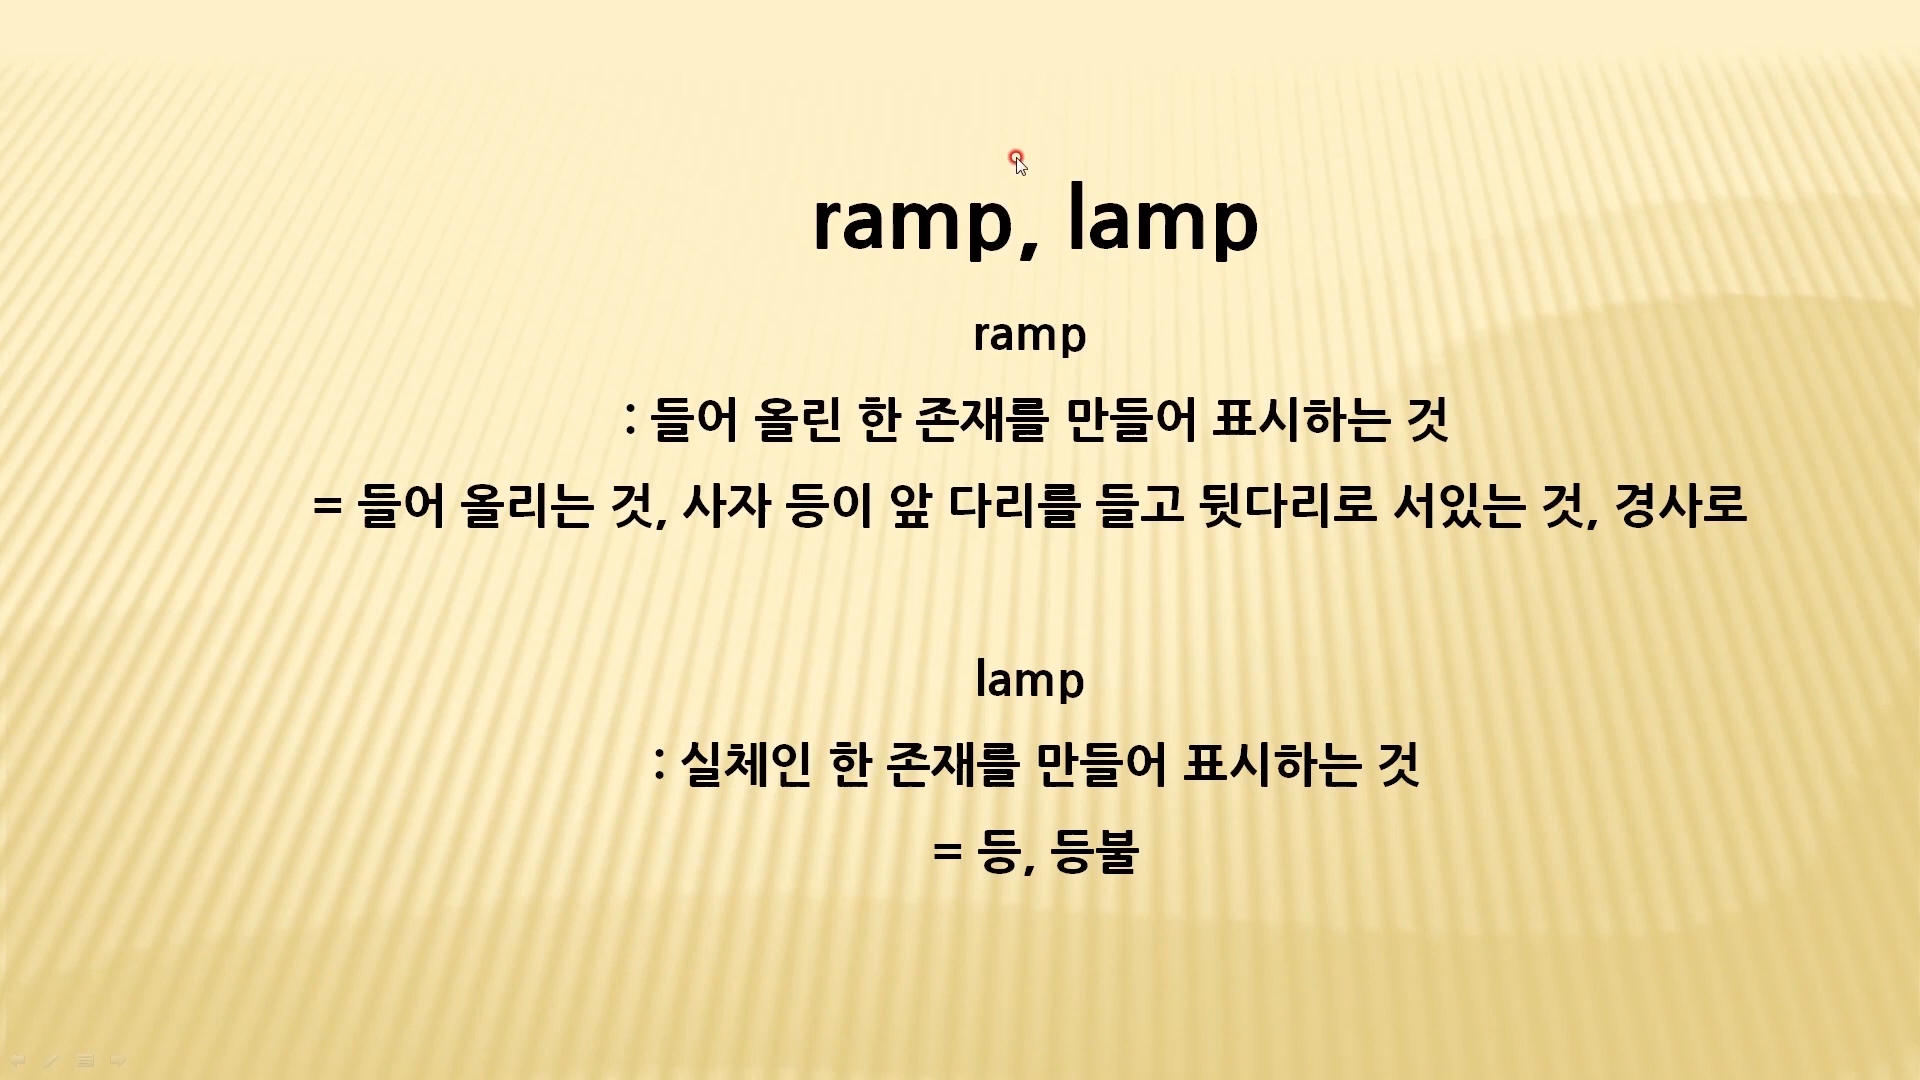 ramp, lamp
ramp
: 들어 올린 한 존재를 만들어 표시하는 것
= 들어 올리는 것, 사자 등이 앞 다리를 들고 뒷다리로 서있는 것, 경사로
lamp
: 실체인 한 존재를 만들어 표시하는 것
= 등, 등불